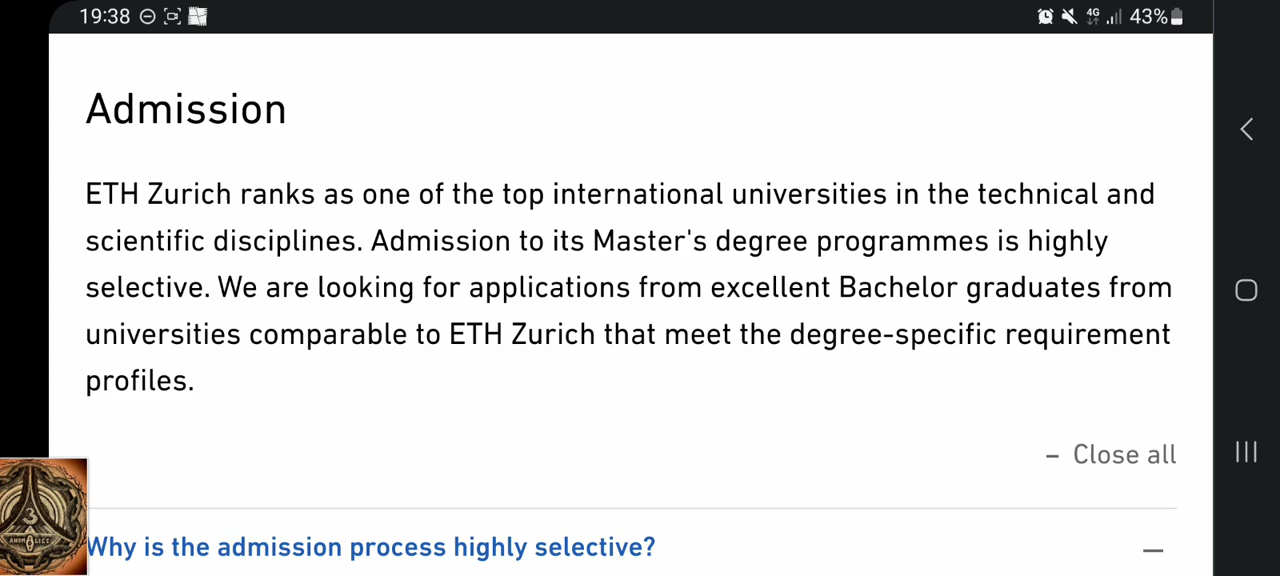 19:38
4G 43%
Admission
ETH Zurich ranks as one of the top international universities in the technical and
scientific disciplines. Admission to its Master's degree programmes is highly
selective. We are looking for applications from excellent Bachelor graduates from
universities comparable to ETH Zurich that meet the degree-specific requirement
profiles.
– Close all
3
Why is the admission process highly selective? —